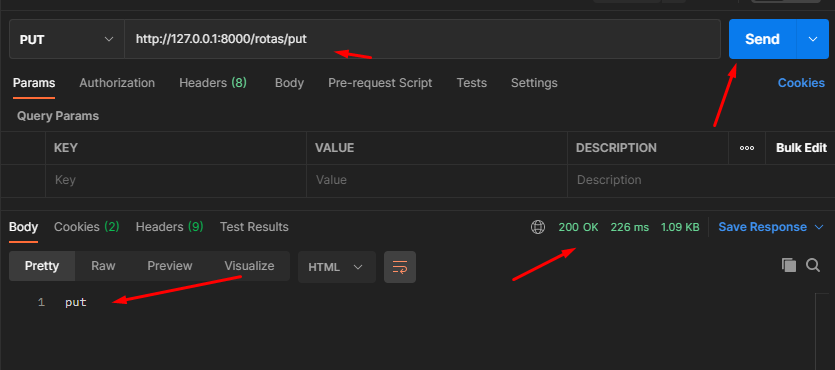 PUT http://127.0.0.1:8000/rotas/put Send
Params Authorization Headers (8) Body Pre-request Script Tests Settings Cookies
Query Params
KEY VALUE DESCRIPTION ooo Bulk Edit
Key Value Description
Body Cookies (2) Headers (9) Test Results 200 OK 226 ms 1.09 KB Save Response
Pretty Raw Preview Visualize HTML
1 put